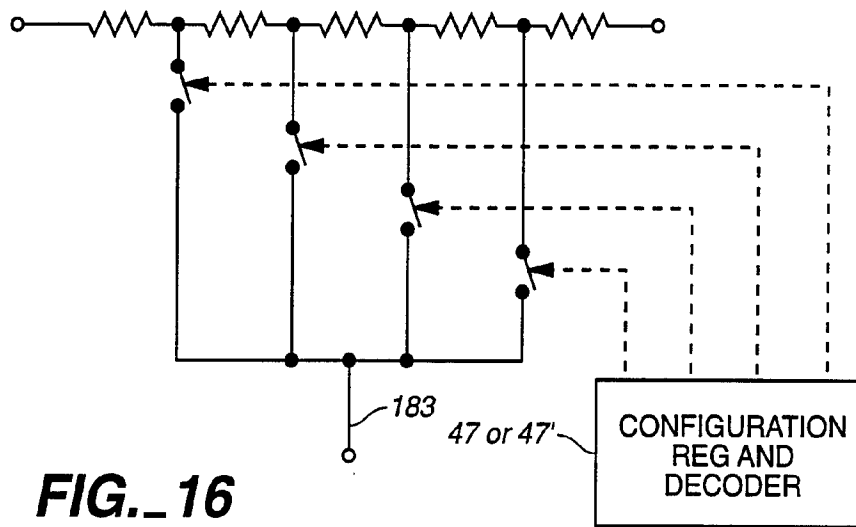 183
47 or 47'
CONFIGURATION
REG AND
DECODER
FIG._16